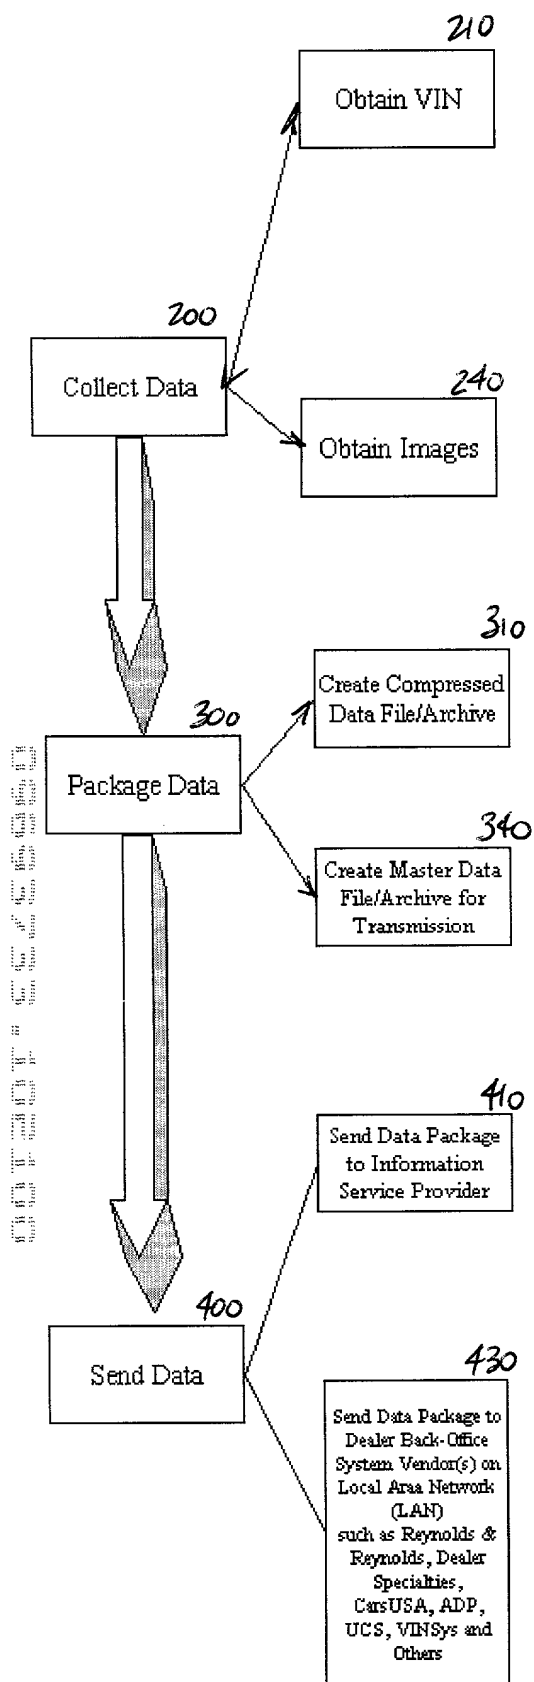 210
Obtain VIN
200
Collect Data
240
Obtain Images
310
Create Compressed
Data File/Archive
300
Package Data
340
Create Master Data
File/Archive for
Transmission
410
Send Data Package
to Information
Service Provider
400
Send Data
430
Send Data Package to
Dealer Back-Office
System Vendor(s) on
Local Araa Network
(LAN)
such as Reynolds &
Reynolds, Dealer
Specialties,
CarsUSA, ADP,
UCS, VINSys and
Others